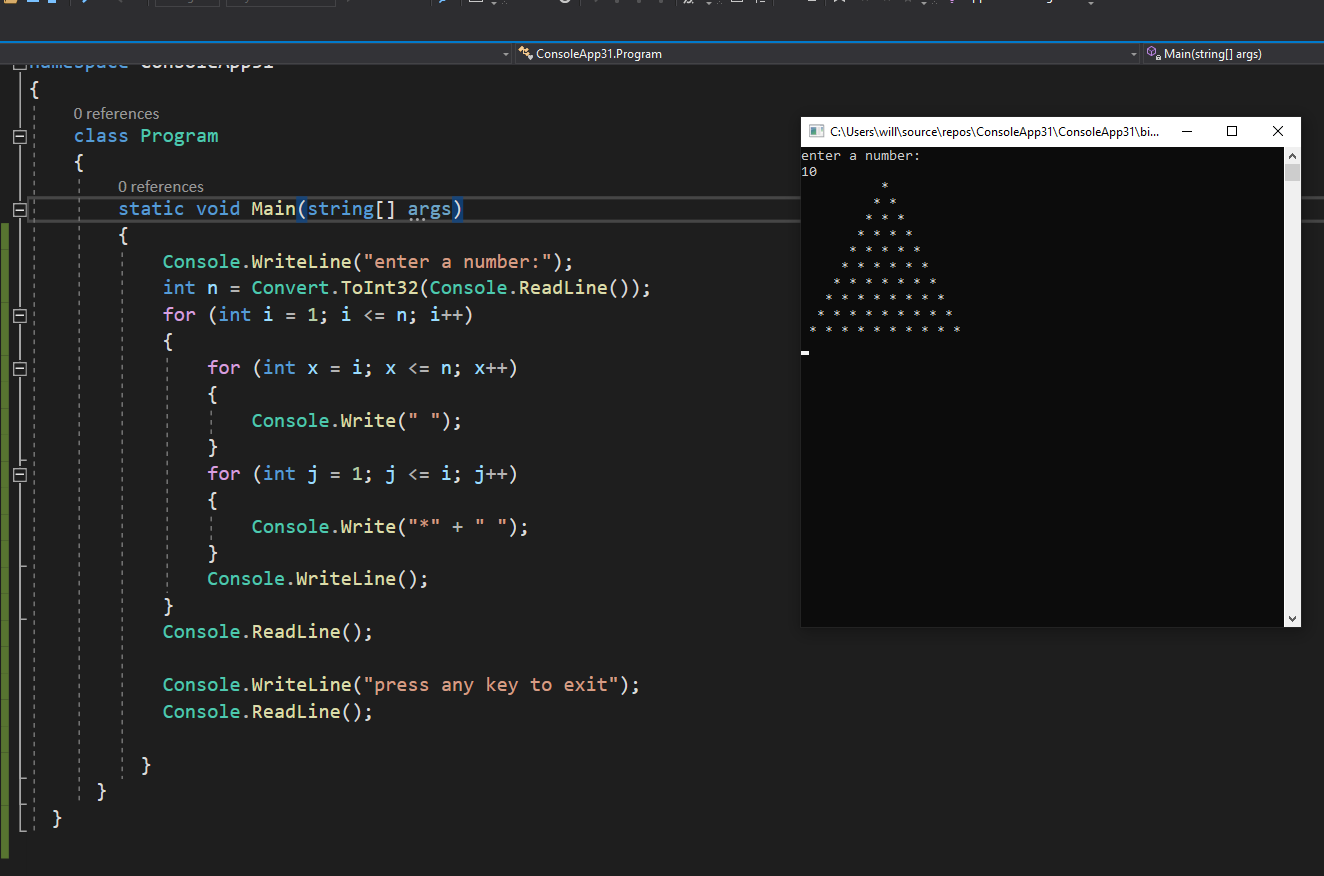 ConsoleApp31.Program
Main(string[] args)
namespace ConsoleApp31
{
0 references
class Program
{
0 references
static void Main(string[] args)
{
Console.WriteLine("enter a number:");
int n = Convert.ToInt32(Console.ReadLine());
for (int i = 1; i <= n; i++)
{
for (int x = i; x <= n; x++)
{
Console.Write(" ");
}
for (int j = 1; j <= i; j++)
{
Console.Write("*" + " ");
}
Console.WriteLine();
}
Console.ReadLine();
Console.WriteLine("press any key to exit");
Console.ReadLine();
}
}
}
C:\Users\will\source\repos\ConsoleApp31\ConsoleApp31\bi...
enter a number:
10
*
* *
* * *
* * * *
* * * * *
* * * * * *
* * * * * * *
* * * * * * * *
* * * * * * * * *
* * * * * * * * * *